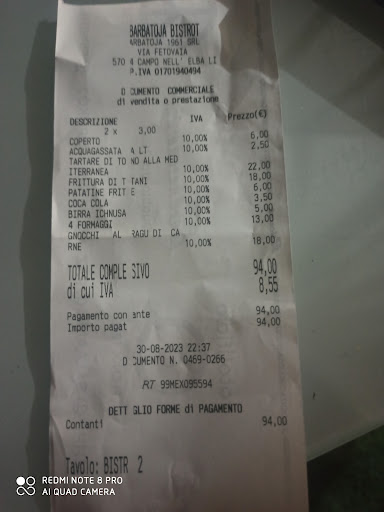 BARBATOJA BISTROT
ARBATOJA 1961 SRL
VIA FETOVAIA
570 4 CAMPO NELL' ELBA LI
P.IVA 01701940494
D CUMENTO COMMERCIALE
di vendita o prestazione
DESCRIZIONE IVA Prezzo(€)
2 x 3,00
COPERTO 10,00% 6,00
ACQUAGASSATA 4 LT 10,00% 2,50
TARTARE DI TO NO ALLA MED
ITERRANEA 10,00% 22,00
FRITTURA DI T TANI 10,00% 18,00
PATATINE FRIT E 10,00% 6,00
COCA COLA 10,00% 3,50
BIRRA ICHNUSA 10,00% 5,00
4 FORMAGGI 10,00% 13,00
GNOCCHI AL RAGU DI CA
RNE 10,00% 18,00
TOTALE COMPLE SIVO 94,00
di cui IVA 8,55
Pagamento con ante 94,00
Importo pagat 94,00
30-08-2023 22:37
D CUMENTO N. 0469-0266
RT 99MEX095594
DETT GLIO FORME di PAGAMENTO
Contanti 94,00
Tavolo: BISTR 2
REDMI NOTE 8 PRO
AI QUAD CAMERA